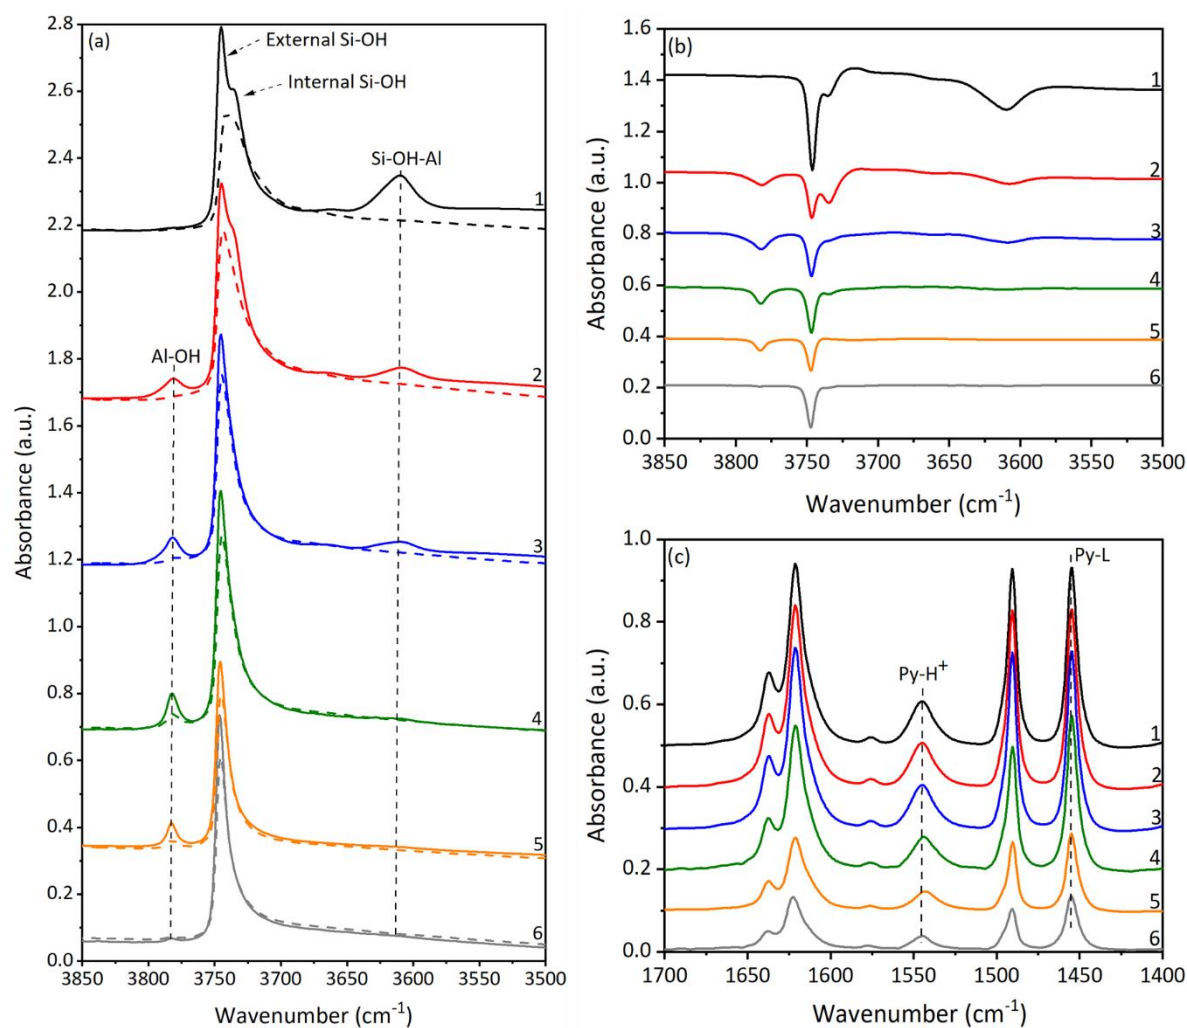 (a)
External Si-OH
Internal Si-OH
Si-OH-Al
Al-OH
1
2
3
4
5
6
2.8
2.6
2.4
2.2
2.0
1.8
1.6
1.4
1.2
1.0
0.8
0.6
0.4
0.2
0.0
3850 3800 3750 3700 3650 3600 3550 3500
Absorbance (a.u.)
Wavenumber (cm⁻¹)
(b)
1
2
3
4
5
6
1.6
1.4
1.2
1.0
0.8
0.6
0.4
0.2
0.0
3850 3800 3750 3700 3650 3600 3550 3500
Absorbance (a.u.)
Wavenumber (cm⁻¹)
(c)
Py-L
Py-H⁺
1
2
3
4
5
6
1.0
0.8
0.6
0.4
0.2
0.0
1700 1650 1600 1550 1500 1450 1400
Absorbance (a.u.)
Wavenumber (cm⁻¹)